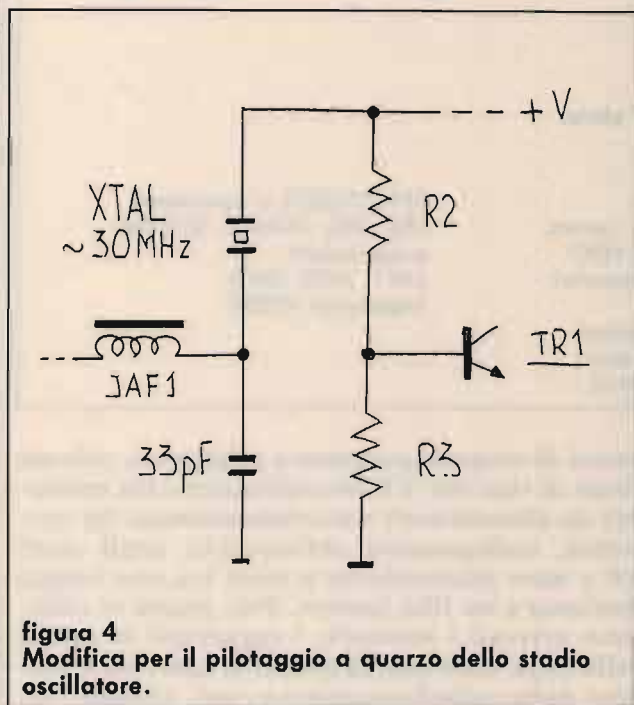 + V
XTAL
~30MHz
R2
JAF1
TR1
33pF
R3
figura 4
Modifica per il pilotaggio a quarzo dello stadio
oscillatore.